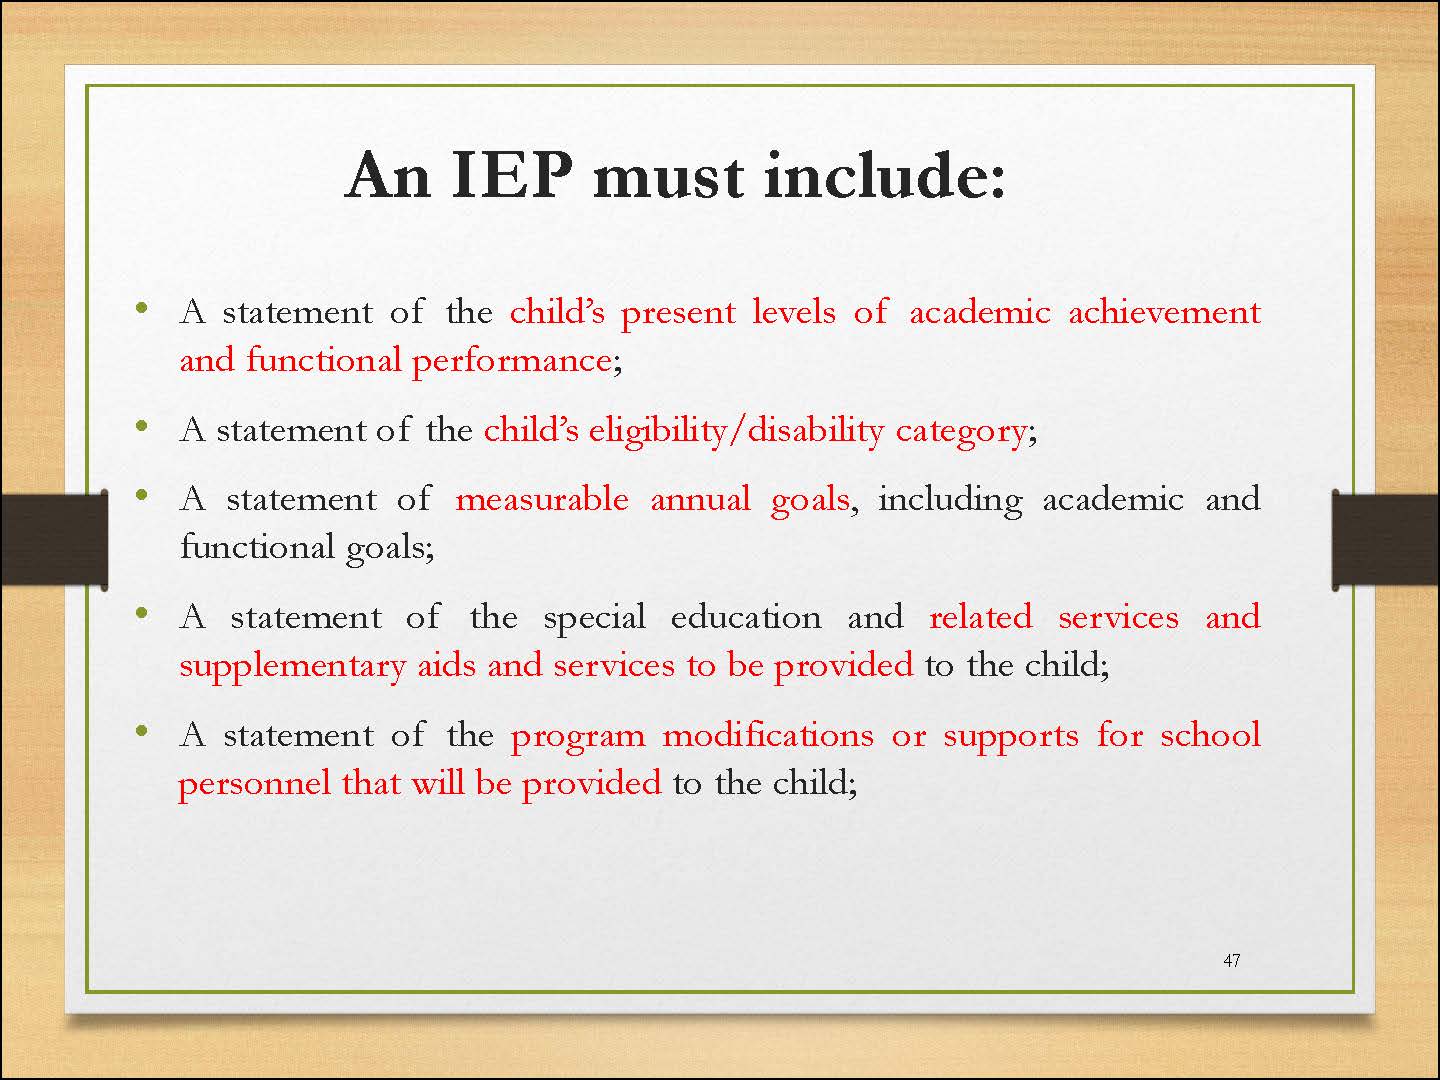 An IEP must include:
• A statement of the child’s present levels of academic achievement
and functional performance;
• A statement of the child’s eligibility/disability category;
• A statement of measurable annual goals, including academic and
functional goals;
• A statement of the special education and related services and
supplementary aids and services to be provided to the child;
• A statement of the program modifications or supports for school
personnel that will be provided to the child;
47